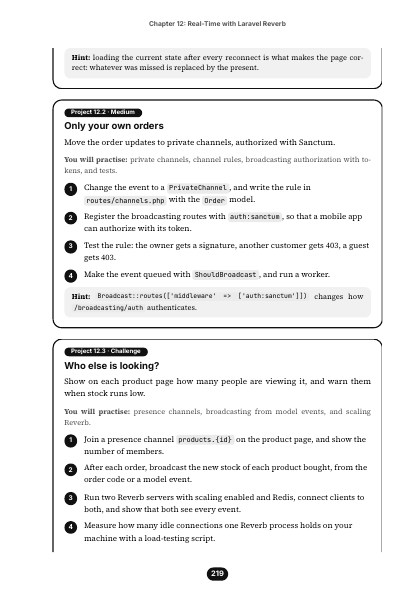 Chapter 12: Real-Time with Laravel Reverb
Hint: loading the current state after every reconnect is what makes the page cor-
rect: whatever was missed is replaced by the present.
Project 12.2 · Medium
Only your own orders
Move the order updates to private channels, authorized with Sanctum.
You will practise: private channels, channel rules, broadcasting authorization with to-
kens, and tests.
1 Change the event to a PrivateChannel, and write the rule in
routes/channels.php with the Order model.
2 Register the broadcasting routes with auth:sanctum, so that a mobile app
can authorize with its token.
3 Test the rule: the owner gets a signature, another customer gets 403, a guest
gets 403.
4 Make the event queued with ShouldBroadcast, and run a worker.
Hint: Broadcast::routes(['middleware' => ['auth:sanctum']]) changes how
/broadcasting/auth authenticates.
Project 12.3 · Challenge
Who else is looking?
Show on each product page how many people are viewing it, and warn them
when stock runs low.
You will practise: presence channels, broadcasting from model events, and scaling
Reverb.
1 Join a presence channel products.{id} on the product page, and show the
number of members.
2 After each order, broadcast the new stock of each product bought, from the
order code or a model event.
3 Run two Reverb servers with scaling enabled and Redis, connect clients to
both, and show that both see every event.
4 Measure how many idle connections one Reverb process holds on your
machine with a load-testing script.
219